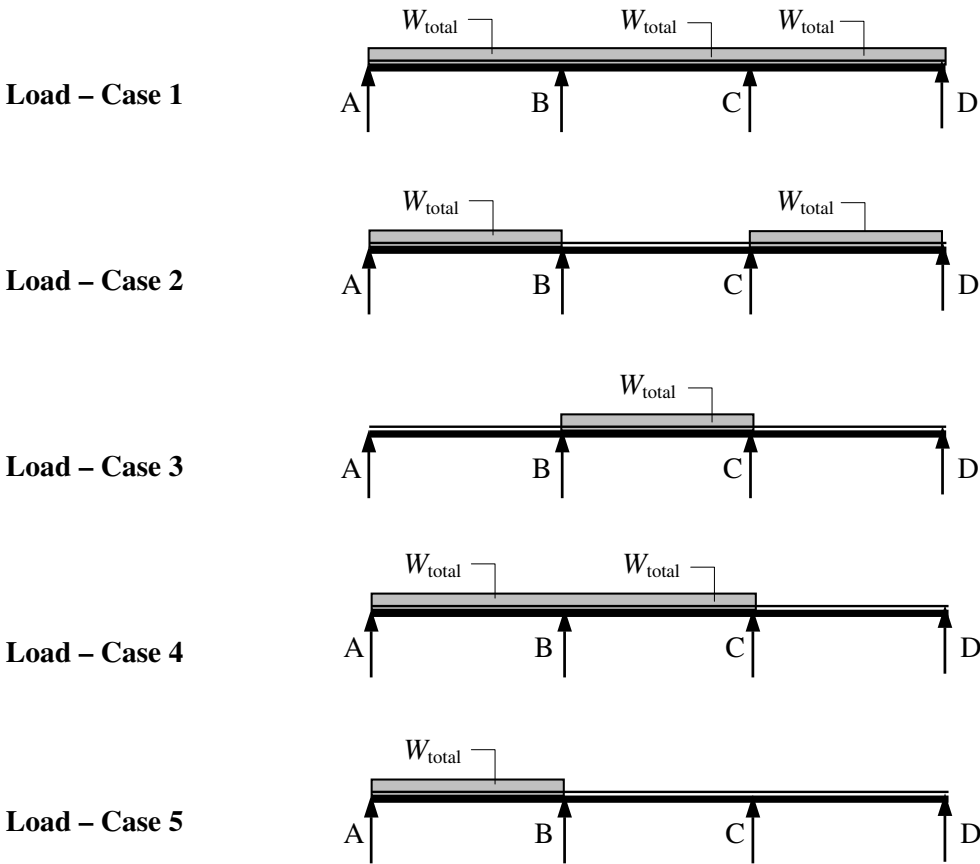 W_total W_total W_total
Load – Case 1
A B C D
W_total W_total
Load – Case 2
A B C D
W_total
Load – Case 3
A B C D
W_total W_total
Load – Case 4
A B C D
W_total
Load – Case 5
A B C D